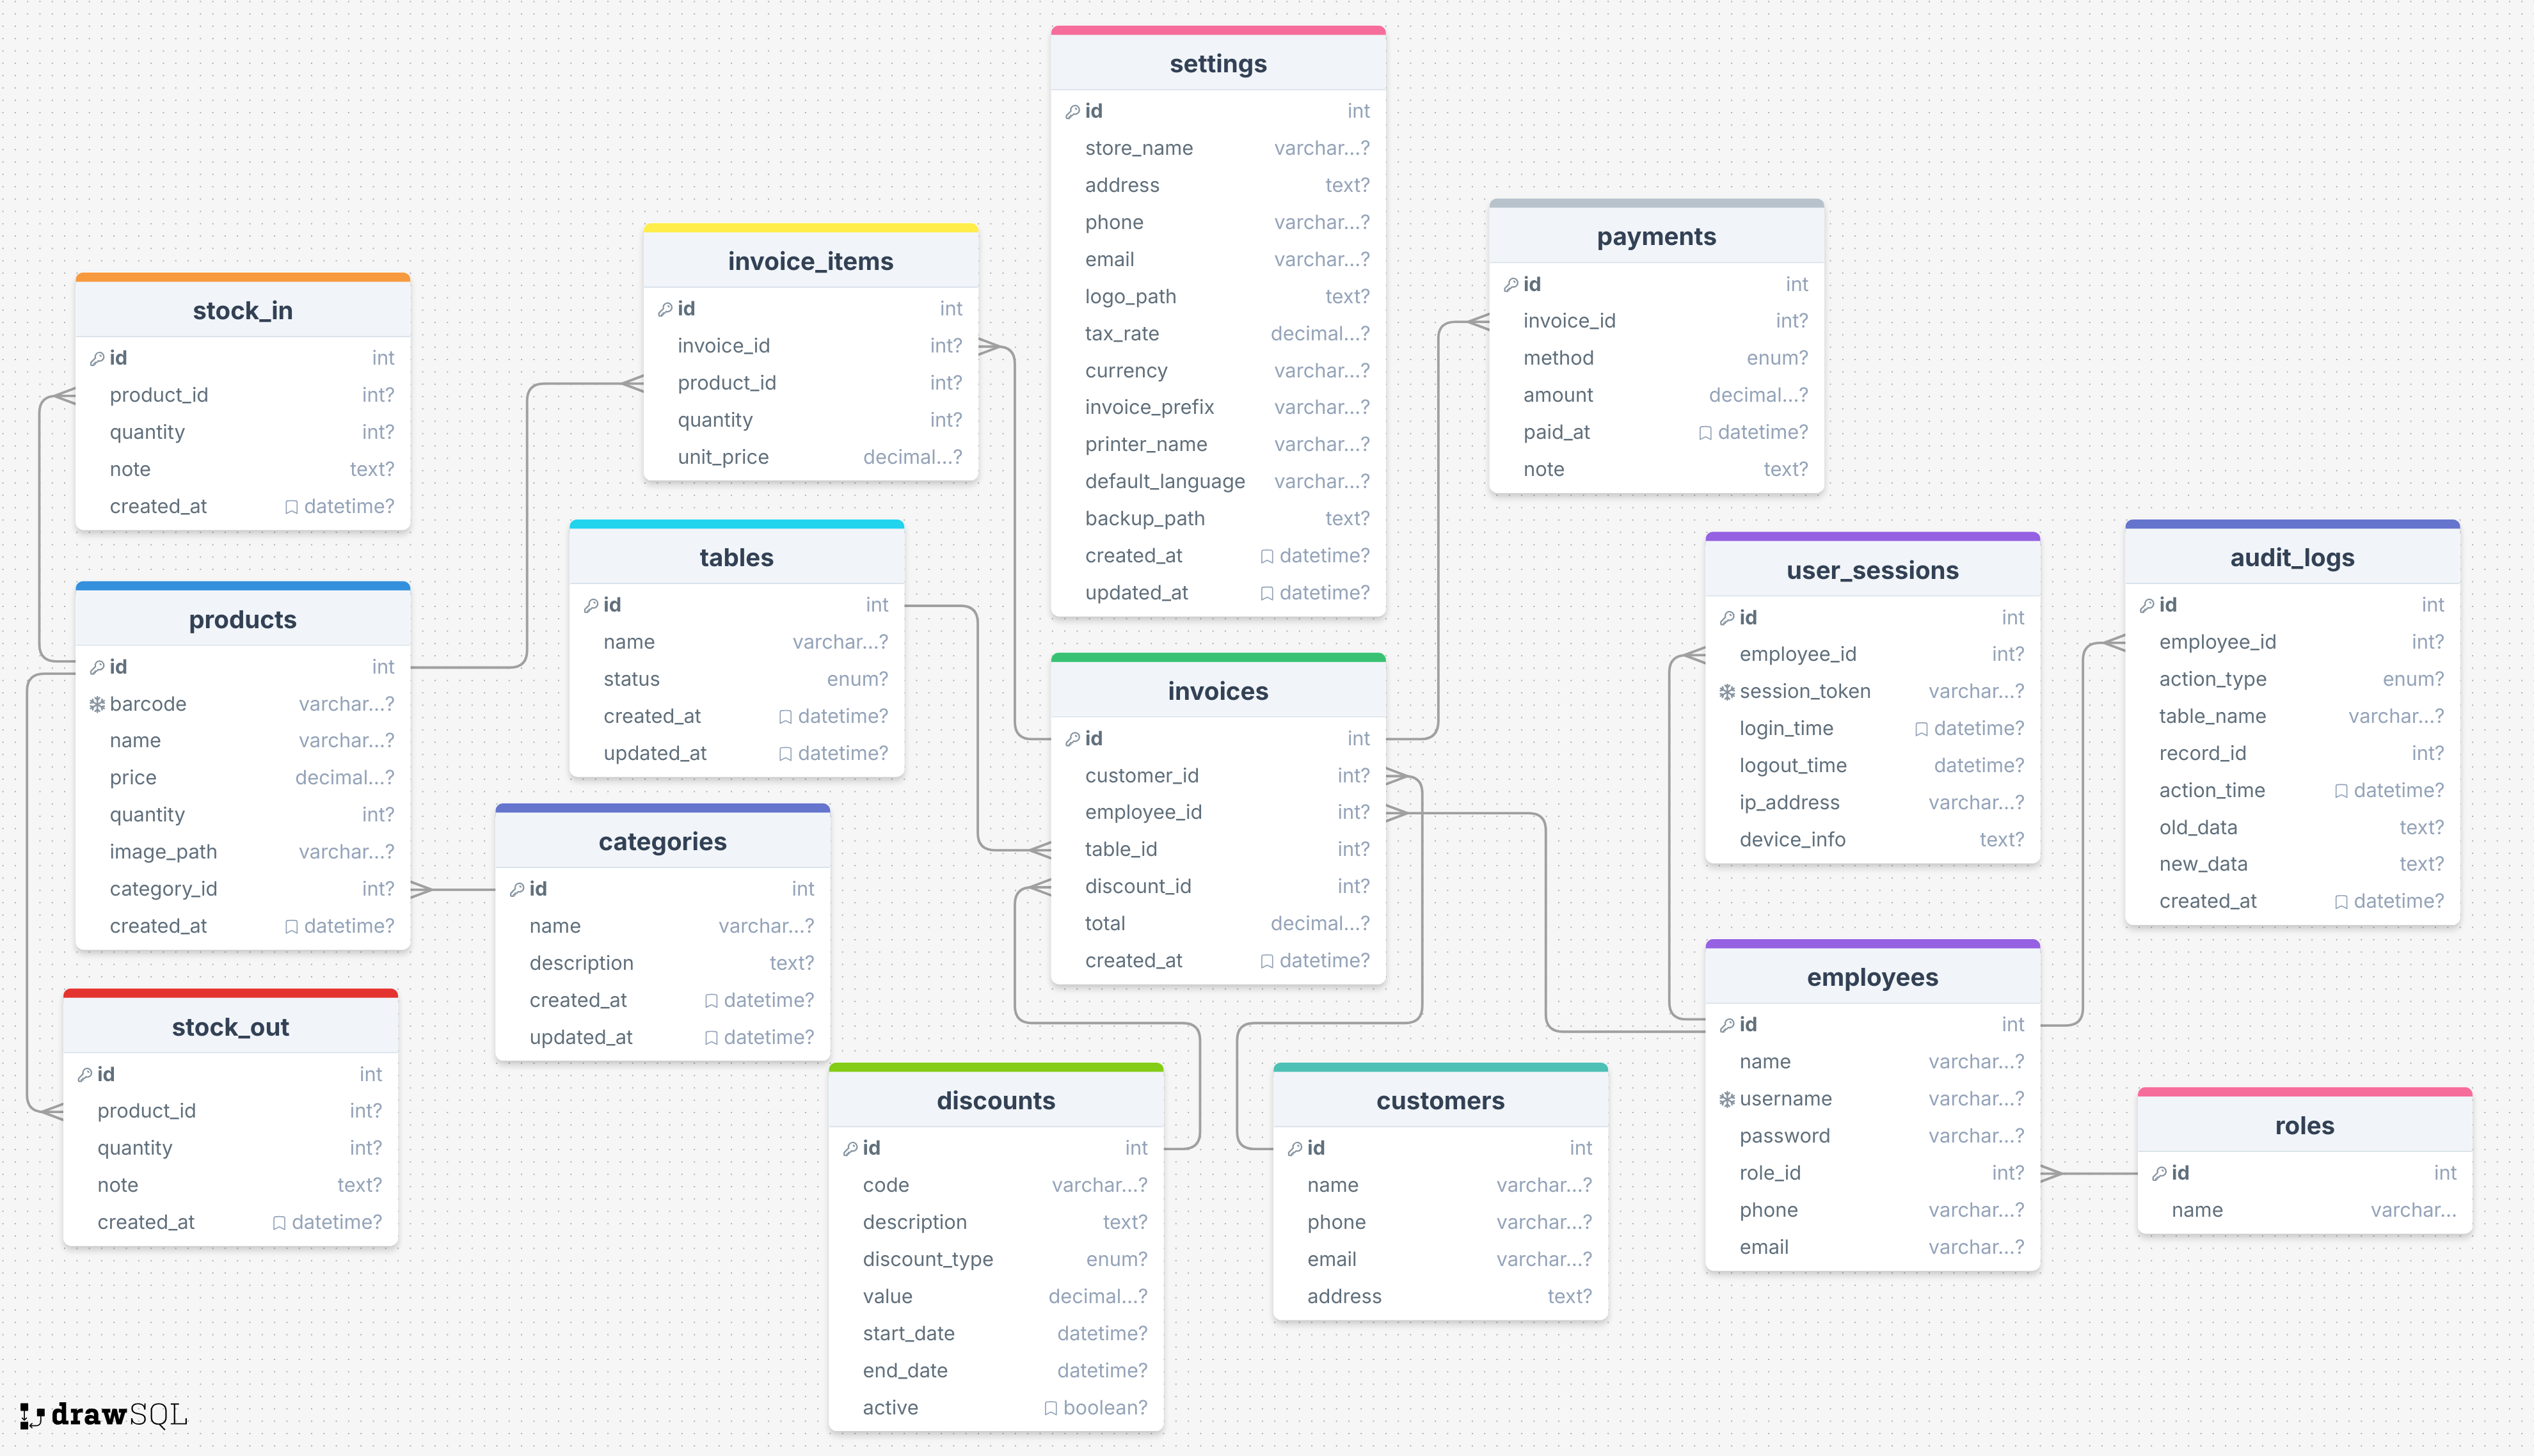 settings
id int
store_name varchar...?
address text?
phone varchar...?
email varchar...?
logo_path text?
tax_rate decimal...?
currency varchar...?
invoice_prefix varchar...?
printer_name varchar...?
default_language varchar...?
backup_path text?
created_at datetime?
updated_at datetime?
payments
id int
invoice_id int?
method enum?
amount decimal...?
paid_at datetime?
note text?
invoice_items
id int
invoice_id int?
product_id int?
quantity int?
unit_price decimal...?
stock_in
id int
product_id int?
quantity int?
note text?
created_at datetime?
tables
id int
name varchar...?
status enum?
created_at datetime?
updated_at datetime?
user_sessions
id int
employee_id int?
session_token varchar...?
login_time datetime?
logout_time datetime?
ip_address varchar...?
device_info text?
audit_logs
id int
employee_id int?
action_type enum?
table_name varchar...?
record_id int?
action_time datetime?
old_data text?
new_data text?
created_at datetime?
products
id int
barcode varchar...?
name varchar...?
price decimal...?
quantity int?
image_path varchar...?
category_id int?
created_at datetime?
invoices
id int
customer_id int?
employee_id int?
table_id int?
discount_id int?
total decimal...?
created_at datetime?
categories
id int
name varchar...?
description text?
created_at datetime?
updated_at datetime?
employees
id int
name varchar...?
username varchar...?
password varchar...?
role_id int?
phone varchar...?
email varchar...?
stock_out
id int
product_id int?
quantity int?
note text?
created_at datetime?
discounts
id int
code varchar...?
description text?
discount_type enum?
value decimal...?
start_date datetime?
end_date datetime?
active boolean?
customers
id int
name varchar...?
phone varchar...?
email varchar...?
address text?
roles
id int
name varchar...
drawSQL